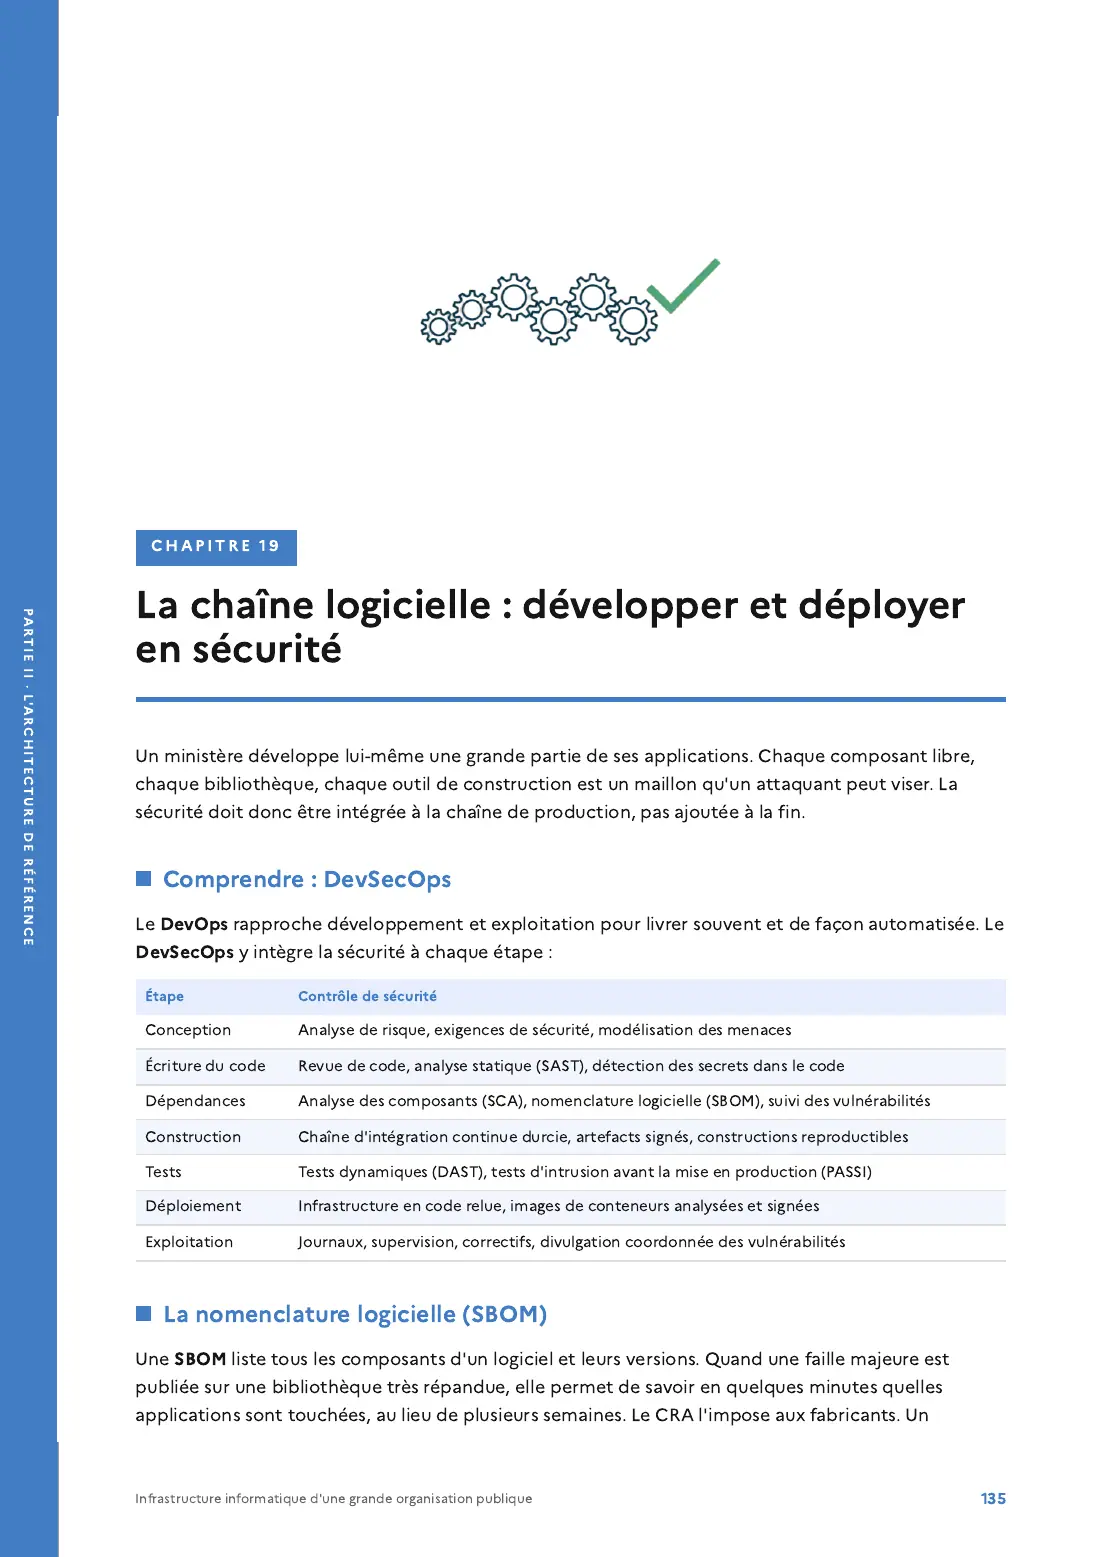 PARTIE II · L'ARCHITECTURE DE RÉFÉRENCE
CHAPITRE 19
La chaîne logicielle : développer et déployer
en sécurité
Un ministère développe lui-même une grande partie de ses applications. Chaque composant libre,
chaque bibliothèque, chaque outil de construction est un maillon qu'un attaquant peut viser. La
sécurité doit donc être intégrée à la chaîne de production, pas ajoutée à la fin.
Comprendre : DevSecOps
Le DevOps rapproche développement et exploitation pour livrer souvent et de façon automatisée. Le
DevSecOps y intègre la sécurité à chaque étape :
Étape Contrôle de sécurité
Conception Analyse de risque, exigences de sécurité, modélisation des menaces
Écriture du code Revue de code, analyse statique (SAST), détection des secrets dans le code
Dépendances Analyse des composants (SCA), nomenclature logicielle (SBOM), suivi des vulnérabilités
Construction Chaîne d'intégration continue durcie, artefacts signés, constructions reproductibles
Tests Tests dynamiques (DAST), tests d'intrusion avant la mise en production (PASSI)
Déploiement Infrastructure en code relue, images de conteneurs analysées et signées
Exploitation Journaux, supervision, correctifs, divulgation coordonnée des vulnérabilités
La nomenclature logicielle (SBOM)
Une SBOM liste tous les composants d'un logiciel et leurs versions. Quand une faille majeure est
publiée sur une bibliothèque très répandue, elle permet de savoir en quelques minutes quelles
applications sont touchées, au lieu de plusieurs semaines. Le CRA l'impose aux fabricants. Un
Infrastructure informatique d'une grande organisation publique 135